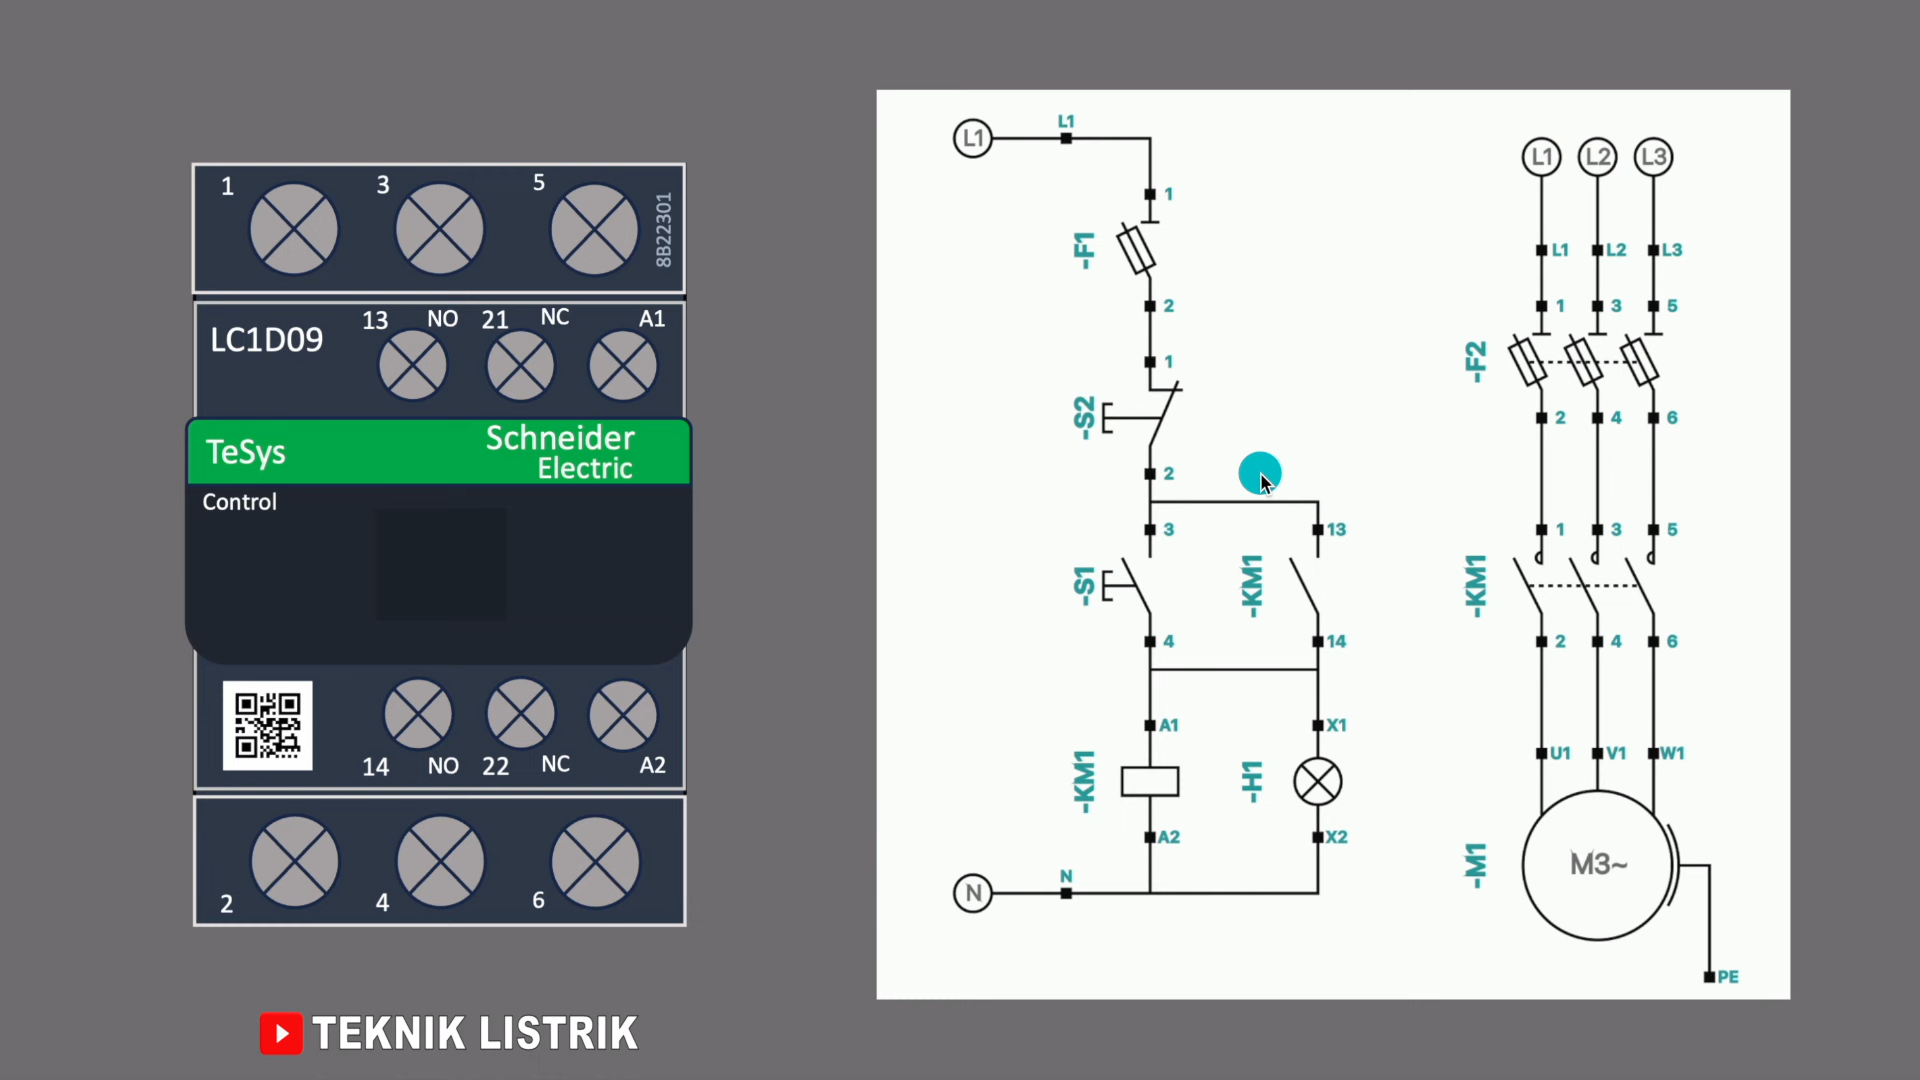 1 3 5
8B22301
LC1D09
13 NO 21 NC A1
TeSys
Schneider
Electric
Control
14 NO 22 NC A2
2 4 6
TEKNIK LISTRIK
L1
L1
1
-F1
2
1
-S2
2
3 13
-S1 -KM1
4 14
A1 X1
-KM1 -H1
A2 X2
N
N
L1 L2 L3
L1 L2 L3
1 3 5
-F2
2 4 6
1 3 5
-KM1
2 4 6
U1 V1 W1
-M1
M3~
PE